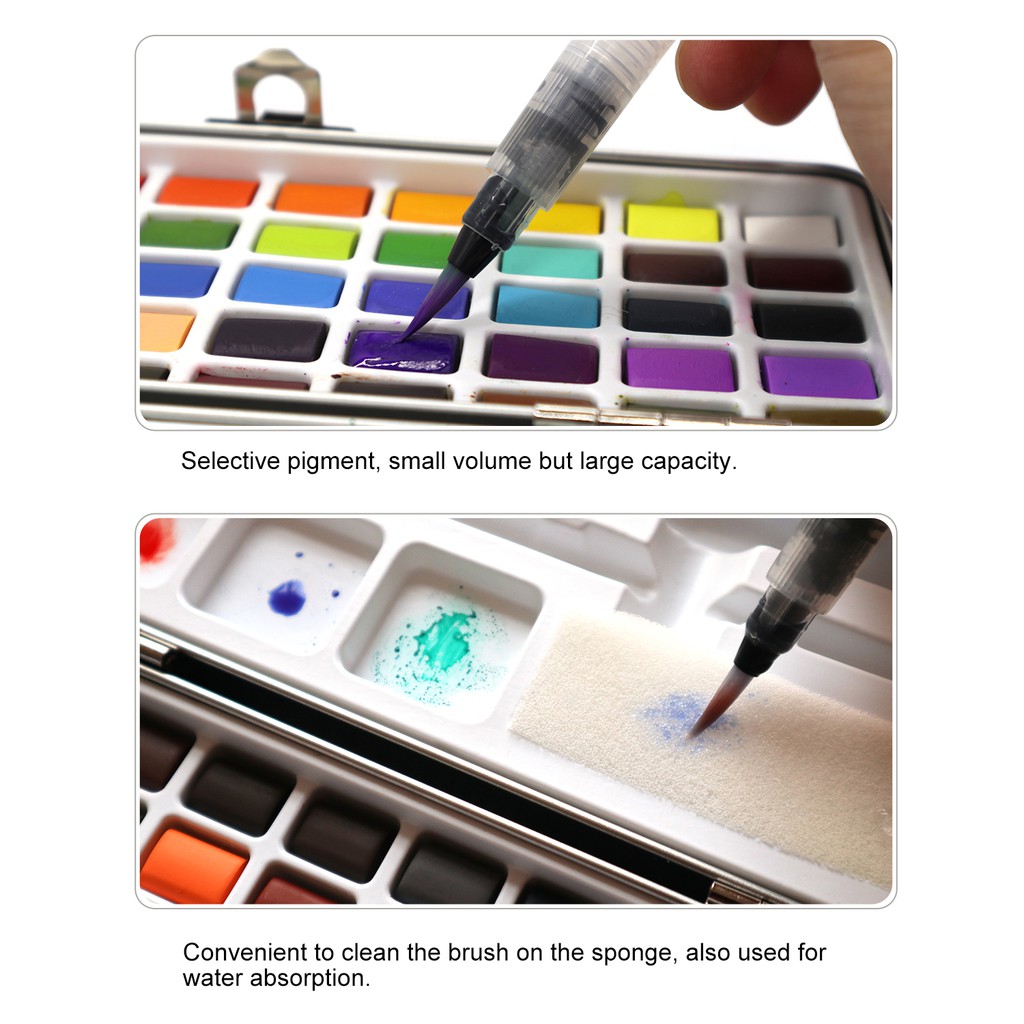 Selective pigment, small volume but large capacity.
Convenient to clean the brush on the sponge, also used for
water absorption.